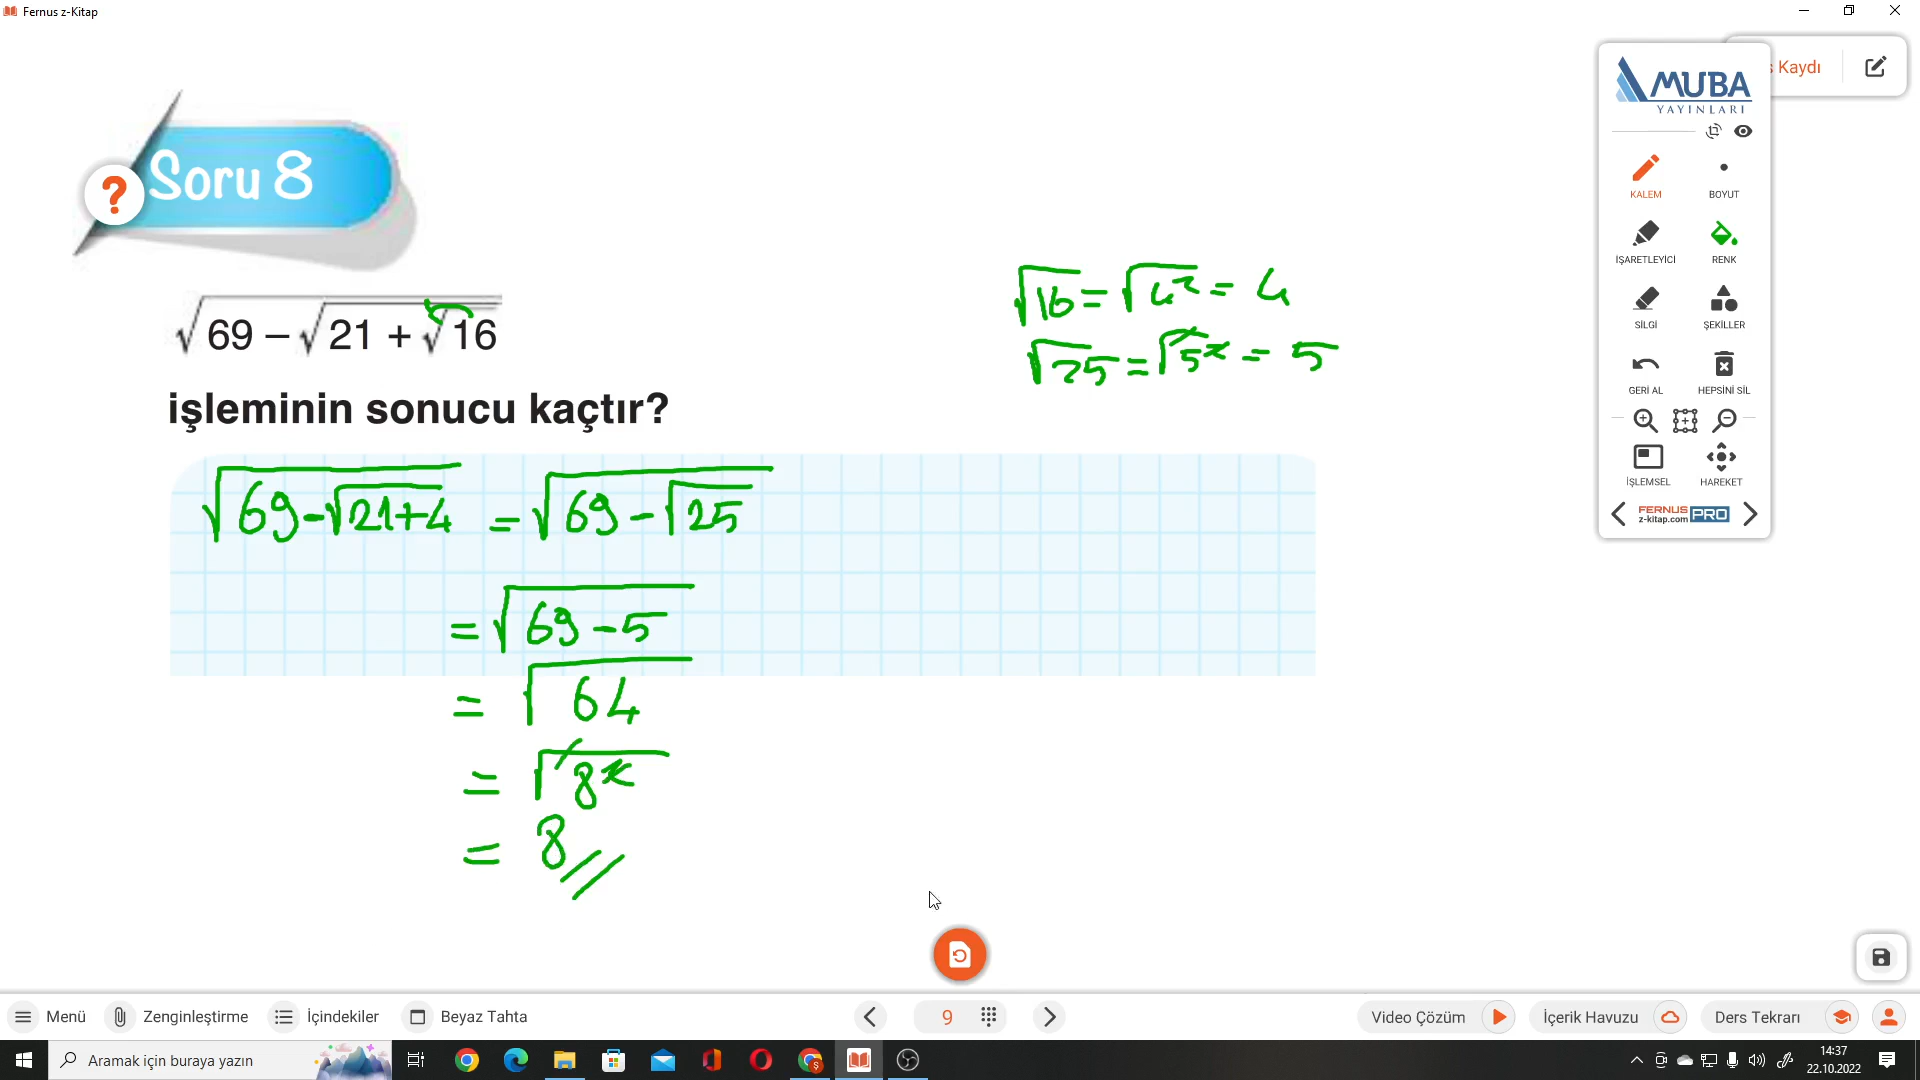 Fernus z-Kitap
s Kaydı
MUBA
YAYINLARI
Soru 8
?
√69 – √21 + √16
işleminin sonucu kaçtır?
√16 = √4² = 4
√25 = √5² = 5
√69-√21+4 = √69-√25
= √69-5
= √64
= √8²
= 8
KALEM
BOYUT
İŞARETLEYİCİ
RENK
SİLGİ
ŞEKİLLER
GERİ AL
HEPSİNİ SİL
İŞLEMSEL
HAREKET
FERNUS PRO
z-kitap.com
Menü
Zenginleştirme
İçindekiler
Beyaz Tahta
9
Video Çözüm
İçerik Havuzu
Ders Tekrarı
Aramak için buraya yazın
14:37
22.10.2022